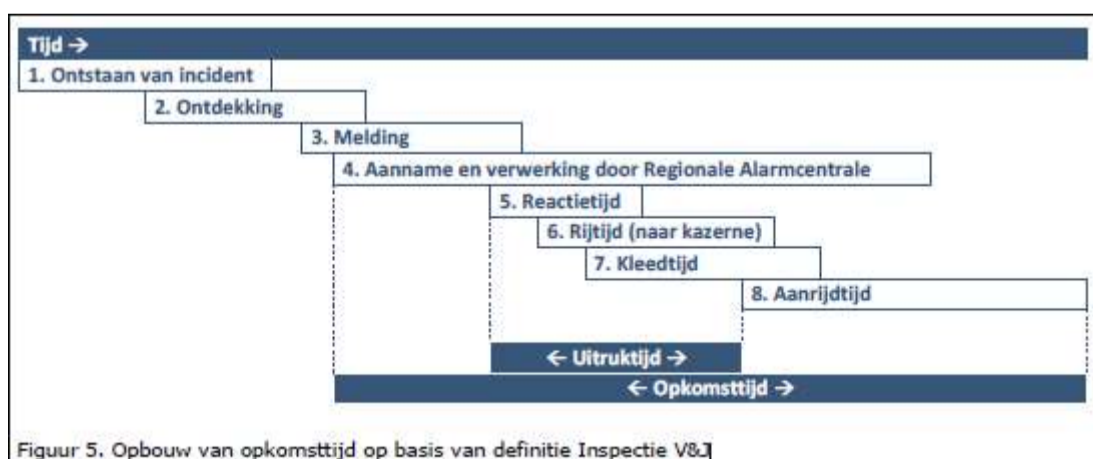 Tijd →
1. Ontstaan van incident
2. Ontdekking
3. Melding
4. Aanname en verwerking door Regionale Alarmcentrale
5. Reactietijd
6. Rijtijd (naar kazerne)
7. Kleedtijd
8. Aanrijdtijd
← Uitruktijd →
← Opkomsttijd →
Figuur 5. Opbouw van opkomsttijd op basis van definitie Inspectie V&J